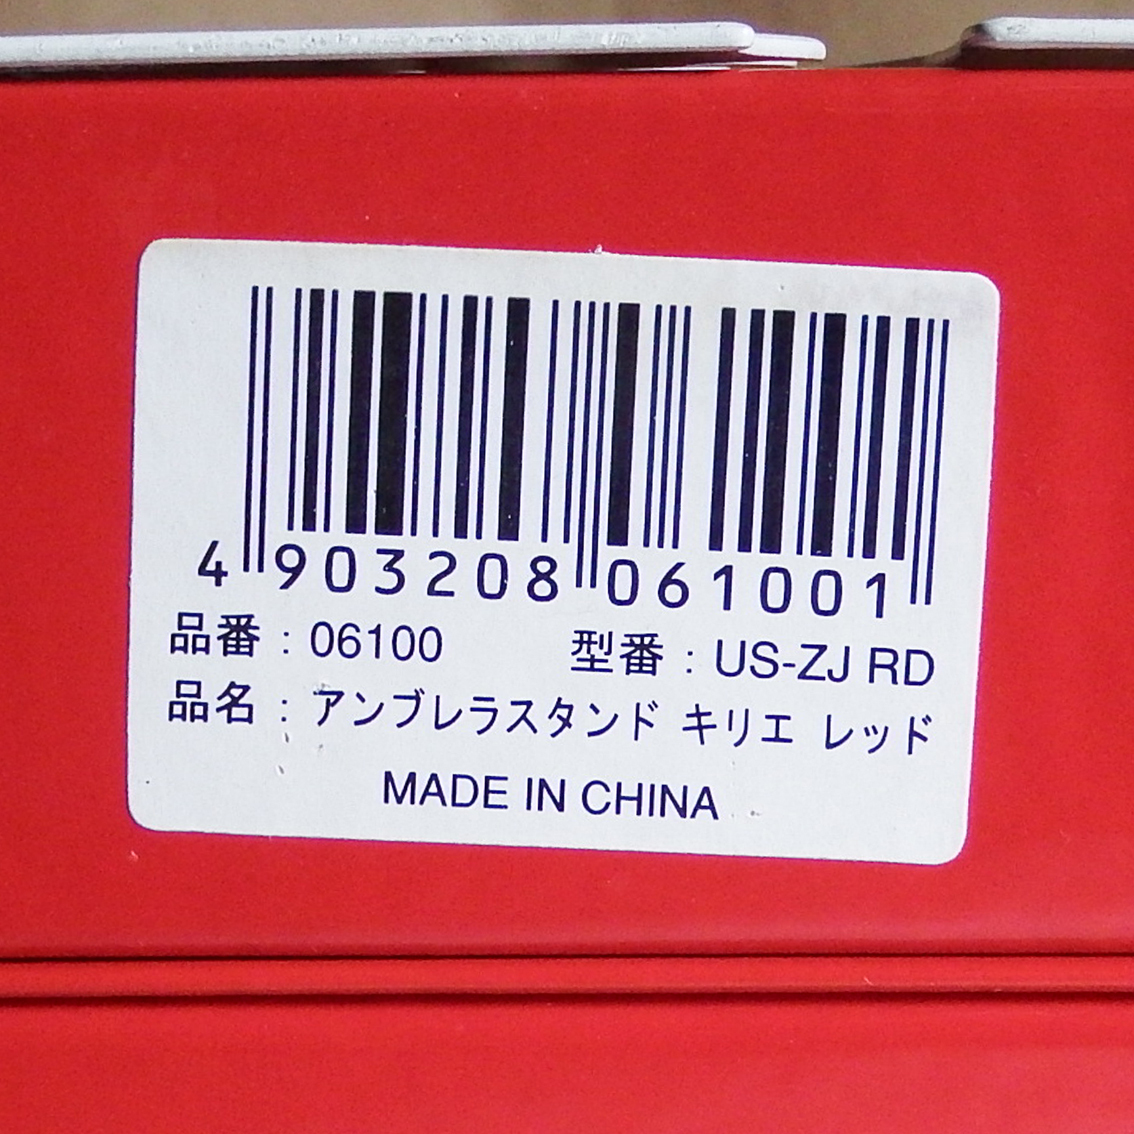 4 903208 061001
品番：06100 型番：US-ZJ RD
品名：アンブレラスタンド キリエ レッド
MADE IN CHINA